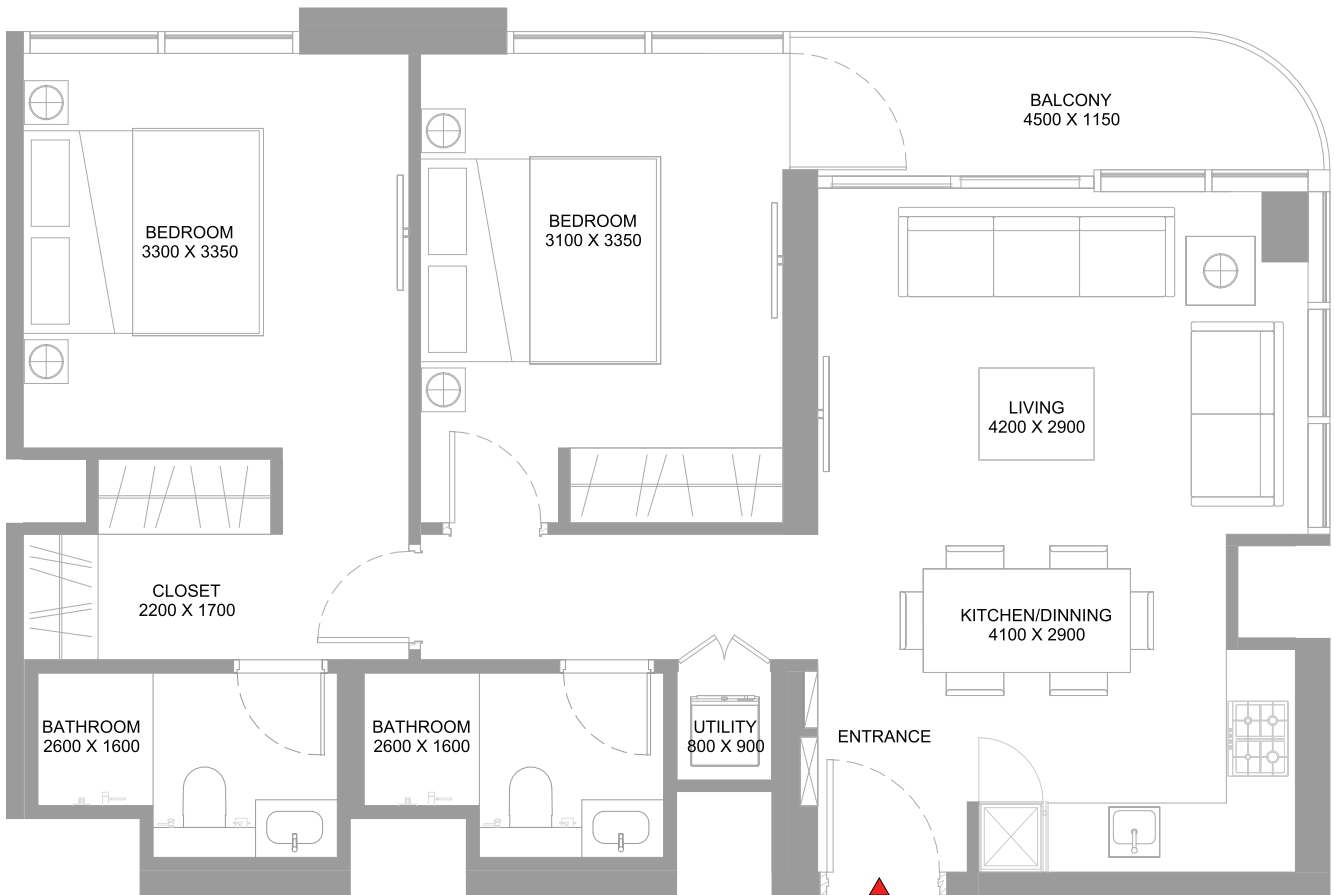 BALCONY
4500 X 1150
BEDROOM
3300 X 3350
BEDROOM
3100 X 3350
LIVING
4200 X 2900
CLOSET
2200 X 1700
KITCHEN/DINNING
4100 X 2900
BATHROOM
2600 X 1600
BATHROOM
2600 X 1600
UTILITY
800 X 900
ENTRANCE